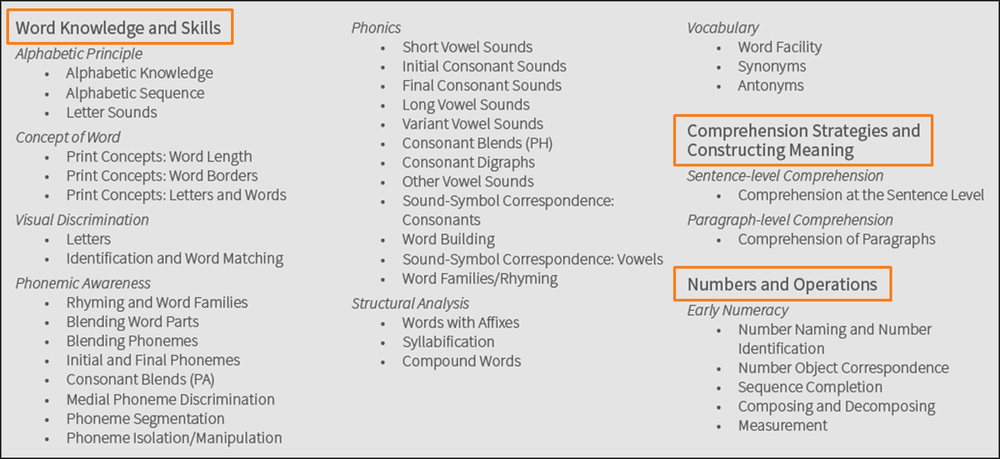 Word Knowledge and Skills
Alphabetic Principle
• Alphabetic Knowledge
• Alphabetic Sequence
• Letter Sounds
Concept of Word
• Print Concepts: Word Length
• Print Concepts: Word Borders
• Print Concepts: Letters and Words
Visual Discrimination
• Letters
• Identification and Word Matching
Phonemic Awareness
• Rhyming and Word Families
• Blending Word Parts
• Blending Phonemes
• Initial and Final Phonemes
• Consonant Blends (PA)
• Medial Phoneme Discrimination
• Phoneme Segmentation
• Phoneme Isolation/Manipulation
Phonics
• Short Vowel Sounds
• Initial Consonant Sounds
• Final Consonant Sounds
• Long Vowel Sounds
• Variant Vowel Sounds
• Consonant Blends (PH)
• Consonant Digraphs
• Other Vowel Sounds
• Sound-Symbol Correspondence:
Consonants
• Word Building
• Sound-Symbol Correspondence: Vowels
• Word Families/Rhyming
Structural Analysis
• Words with Affixes
• Syllabification
• Compound Words
Vocabulary
• Word Facility
• Synonyms
• Antonyms
Comprehension Strategies and
Constructing Meaning
Sentence-level Comprehension
• Comprehension at the Sentence Level
Paragraph-level Comprehension
• Comprehension of Paragraphs
Numbers and Operations
Early Numeracy
• Number Naming and Number
Identification
• Number Object Correspondence
• Sequence Completion
• Composing and Decomposing
• Measurement